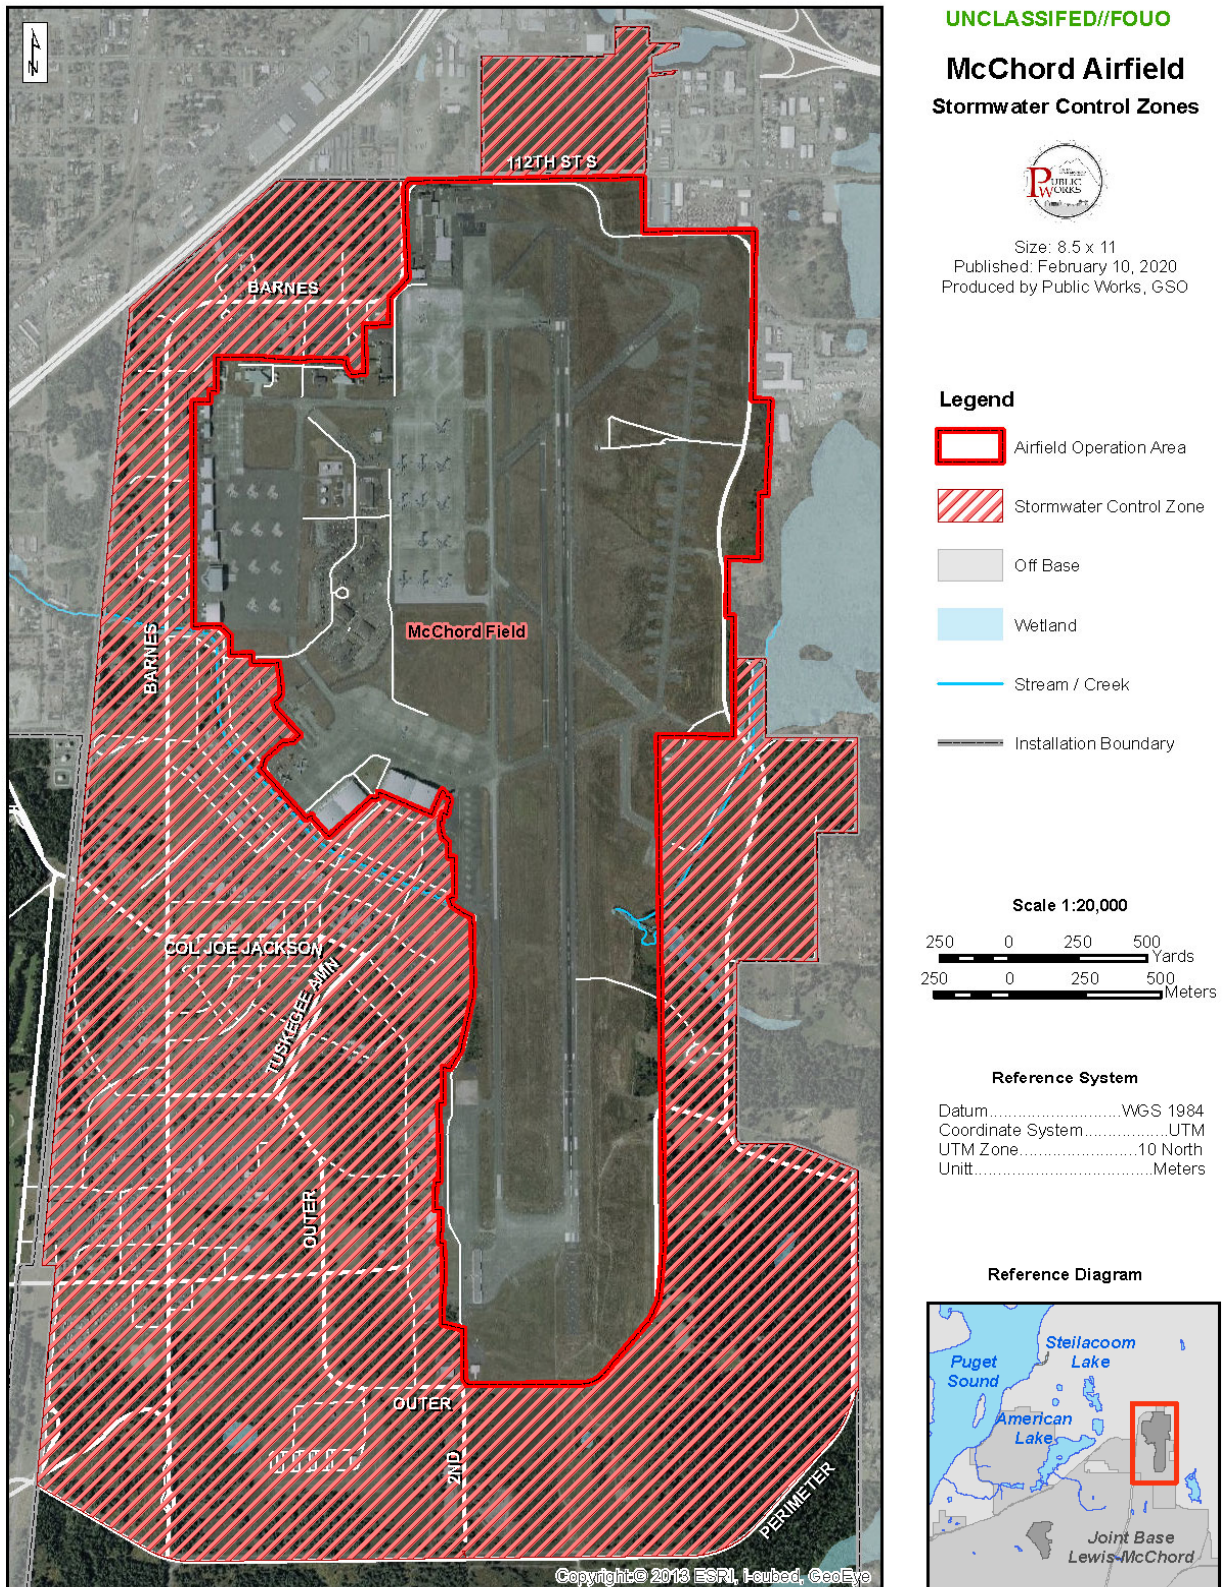 UNCLASSIFED//FOUO
McChord Airfield
Stormwater Control Zones
PUBLIC
WORKS
Size: 8.5 x 11
Published: February 10, 2020
Produced by Public Works, GSO
Legend
Airfield Operation Area
Stormwater Control Zone
Off Base
Wetland
Stream / Creek
Installation Boundary
Scale 1:20,000
250 0 250 500
Yards
250 0 250 500
Meters
Reference System
Datum..........................WGS 1984
Coordinate System.................UTM
UTM Zone........................10 North
Unitt....................................Meters
Reference Diagram
Puget
Sound
Steilacoom
Lake
American
Lake
Joint Base
Lewis-McChord
N
112TH ST S
BARNES
McChord Field
BARNES
COL JOE JACKSON
TUSKEGEE AMN
OUTER
OUTER
2ND
PERIMETER
Copyright:© 2013 ESRI, i-cubed, GeoEye